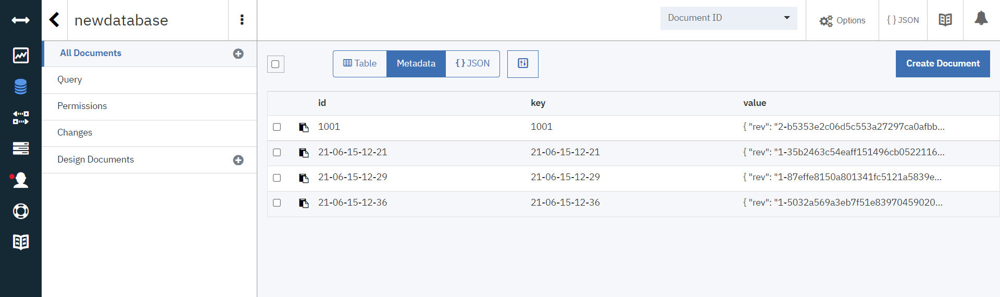 newdatabase
Document ID
Options
{ } JSON
All Documents
Query
Permissions
Changes
Design Documents
Table
Metadata
{ } JSON
Create Document
id key value
1001 1001 { "rev": "2-b5353e2c06d5c553a27297ca0afbb...
21-06-15-12-21 21-06-15-12-21 { "rev": "1-35b2463c54eaff151496cb0522116...
21-06-15-12-29 21-06-15-12-29 { "rev": "1-87effe8150a801341fc5121a5839e...
21-06-15-12-36 21-06-15-12-36 { "rev": "1-5032a569a3eb7f51e83970459020...